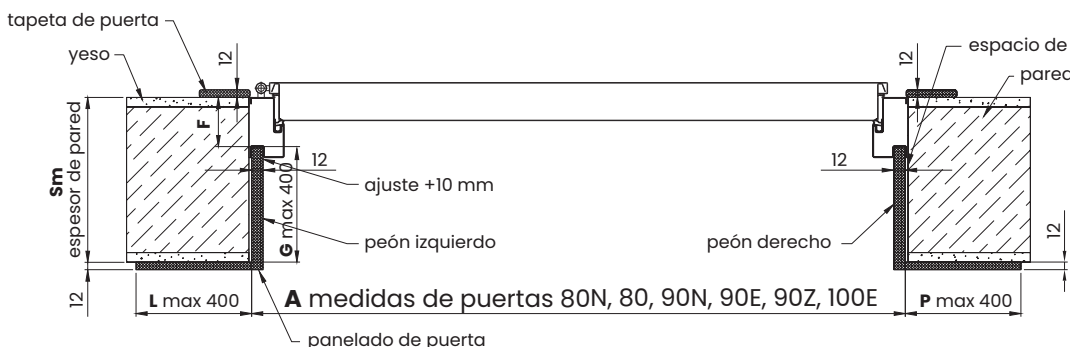 tapeta de puerta
yeso
12
12
espacio de
pared
F
Sm
espesor de pared
12
G max 400
ajuste +10 mm
12
peón izquierdo
peón derecho
12
12
L max 400
A medidas de puertas 80N, 80, 90N, 90E, 90Z, 100E
P max 400
panelado de puerta